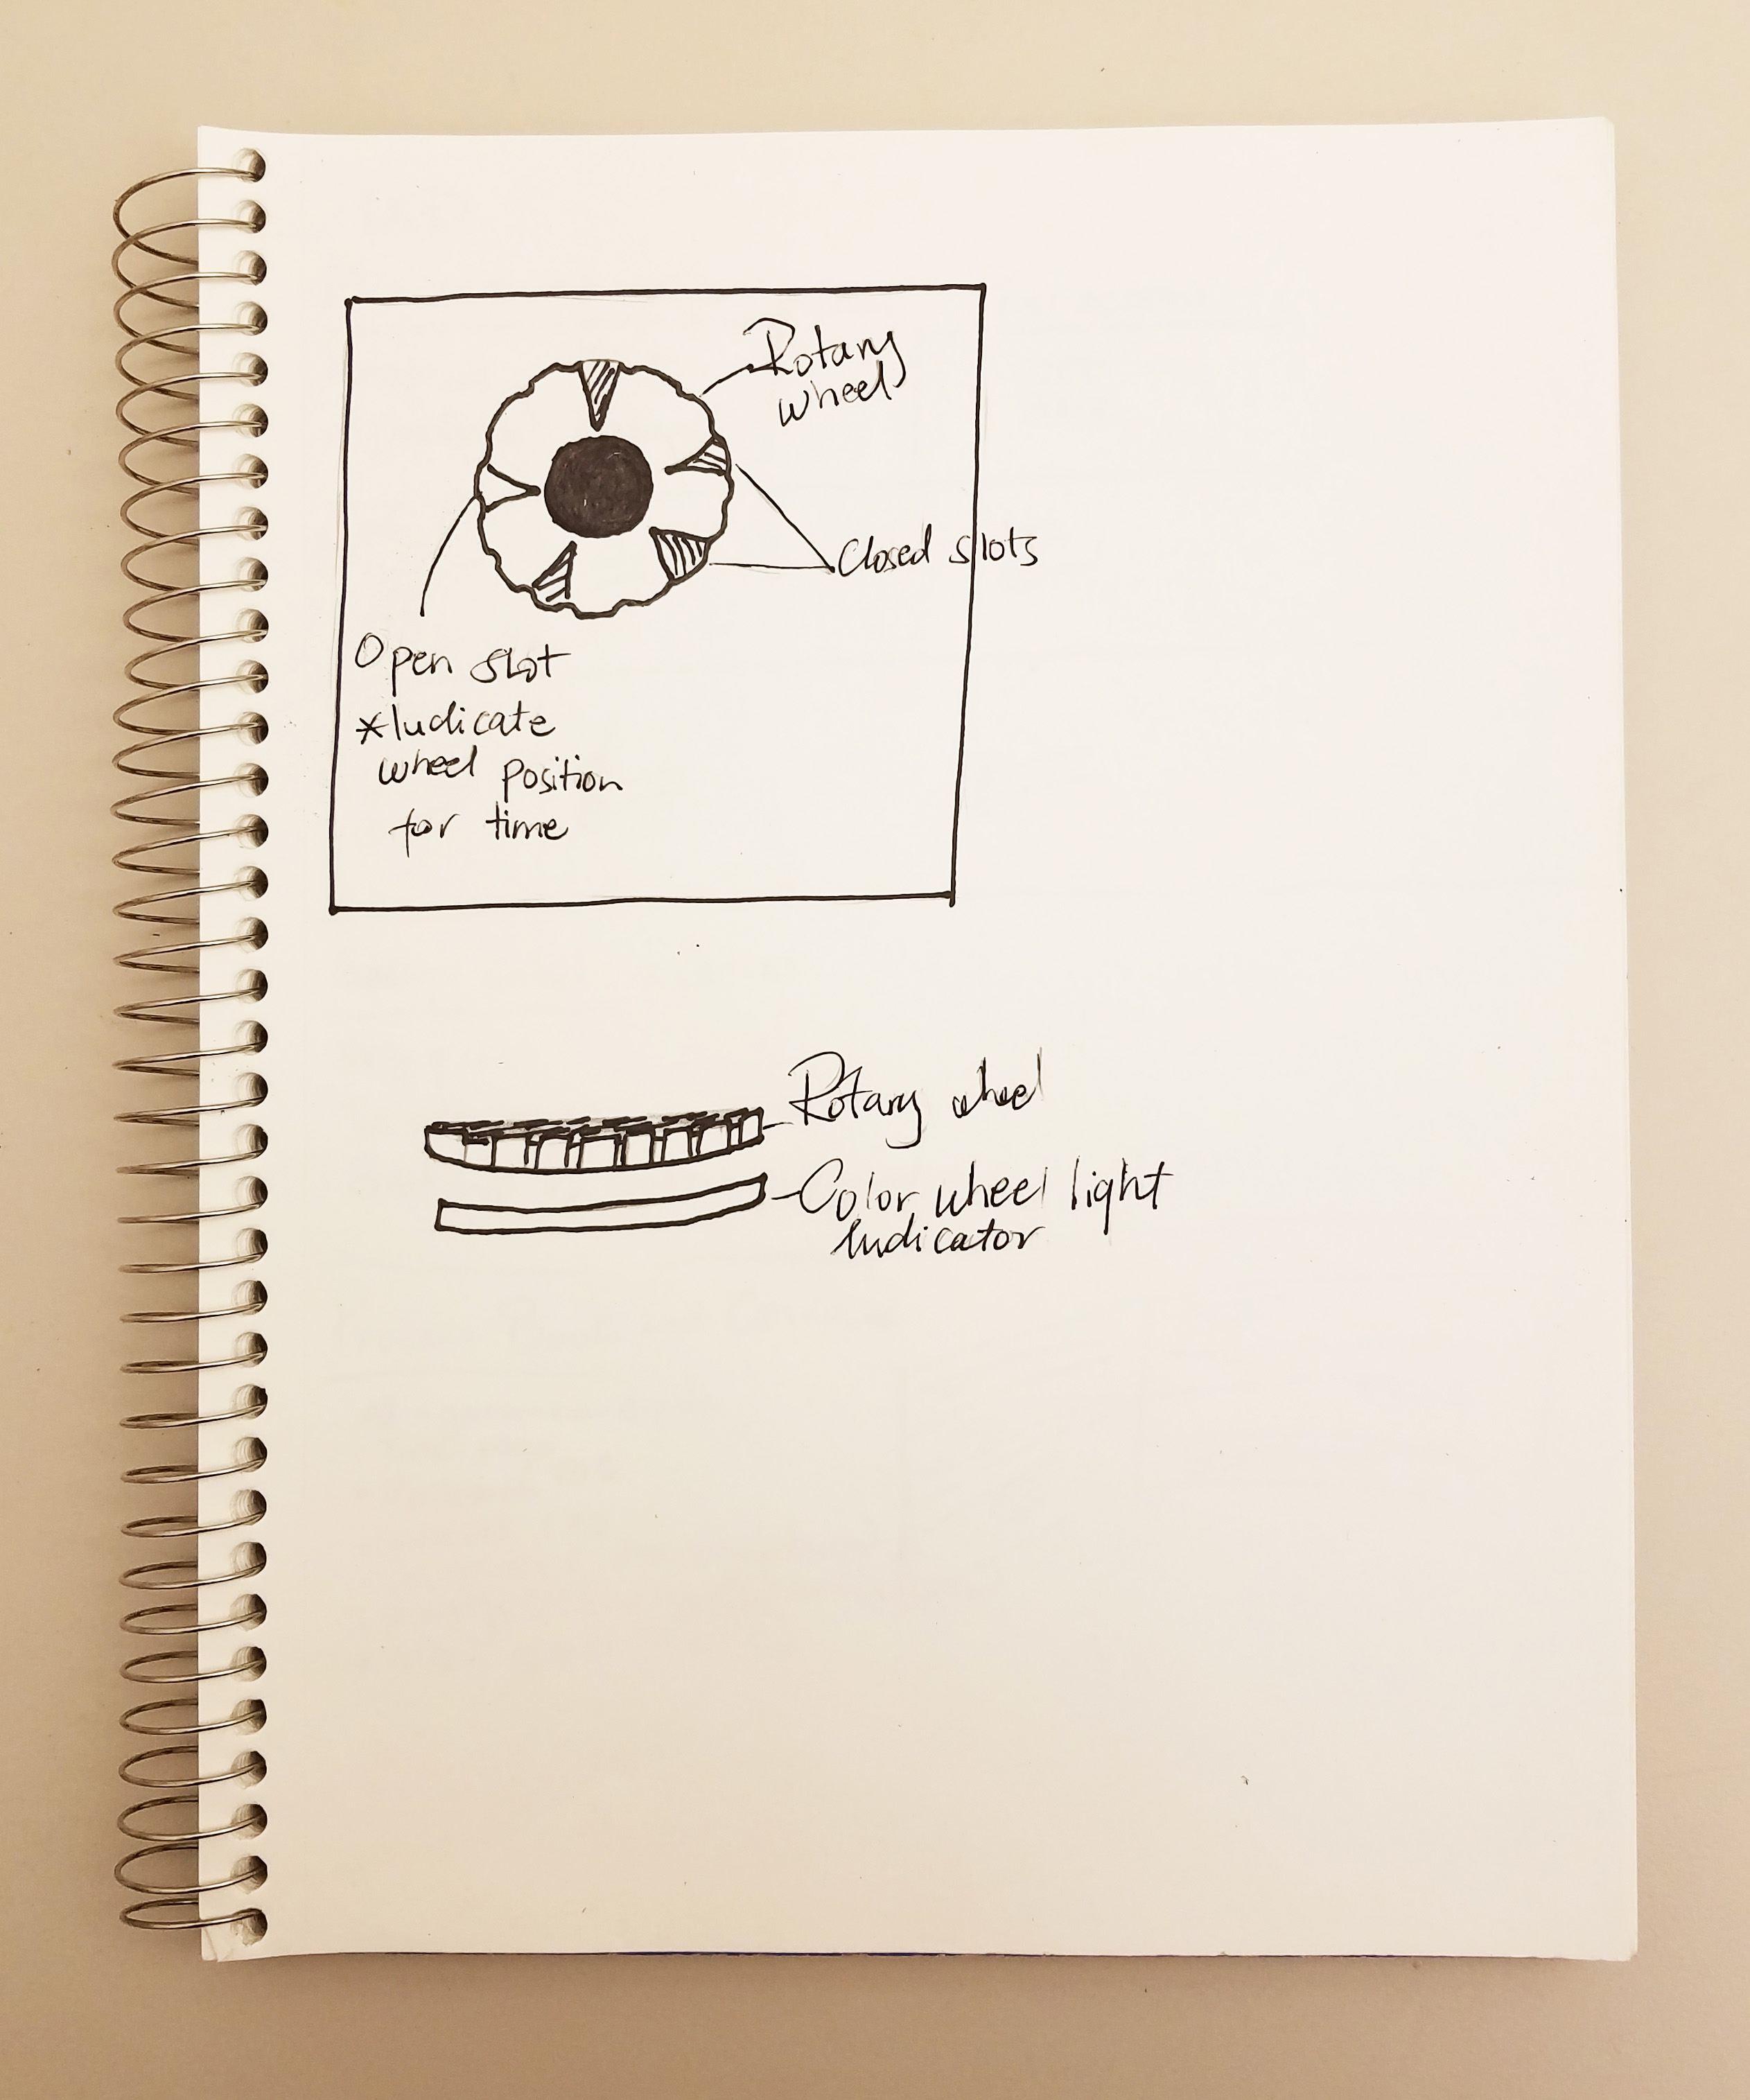 Rotary
wheel
Closed slots
Open slot
*Indicate
wheel position
for time
Rotary wheel
Color wheel light
Indicator